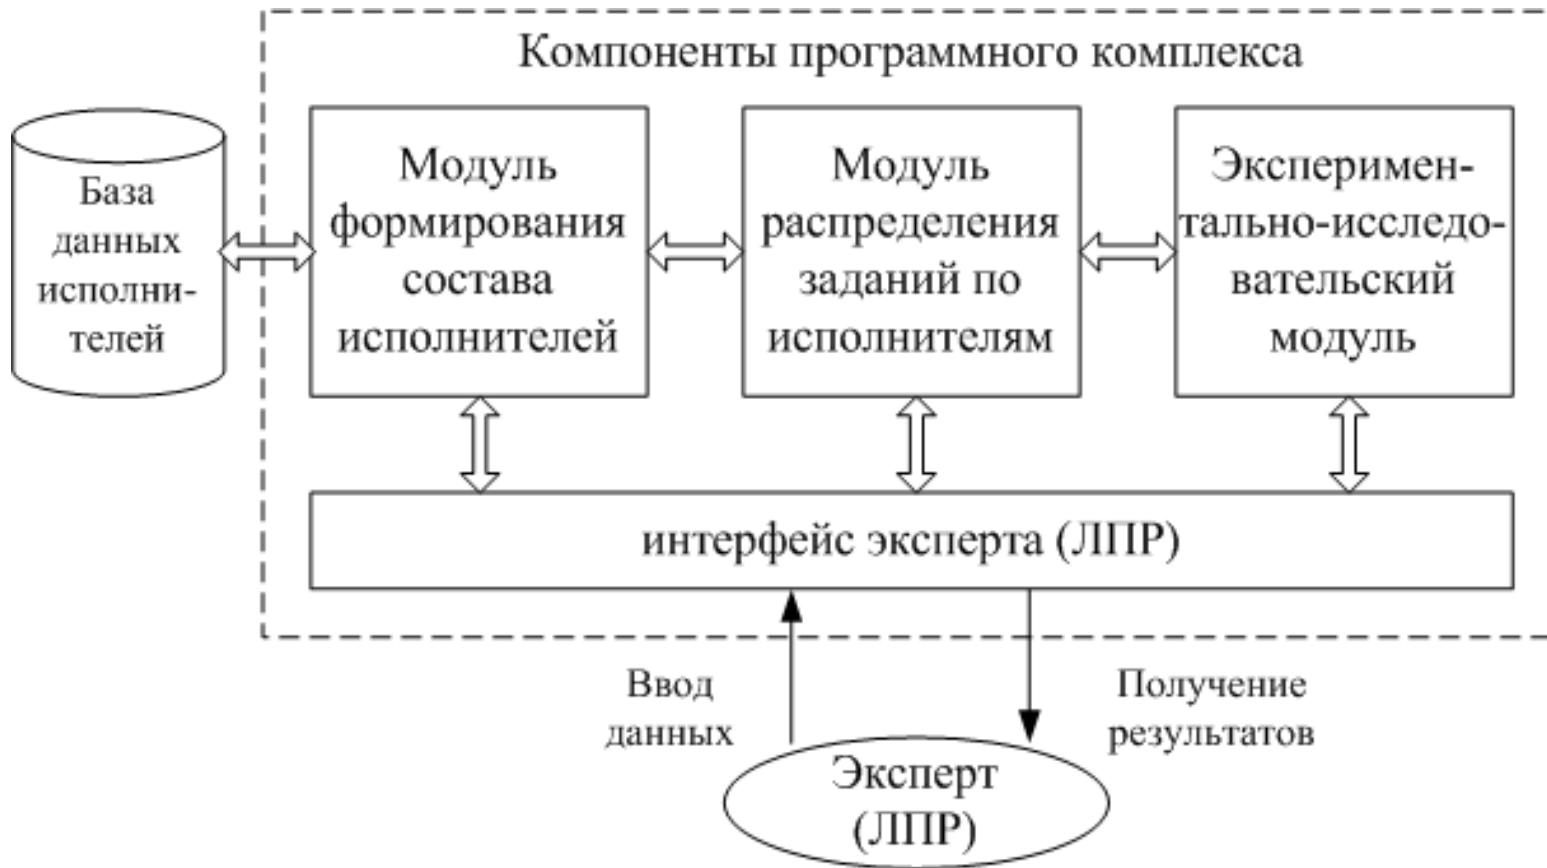 Компоненты программного комплекса
База
данных
исполни-
телей
Модуль
формирования
состава
исполнителей
Модуль
распределения
заданий по
исполнителям
Эксперимен-
тально-исследо-
вательский
модуль
интерфейс эксперта (ЛПР)
Ввод
данных
Получение
результатов
Эксперт
(ЛПР)